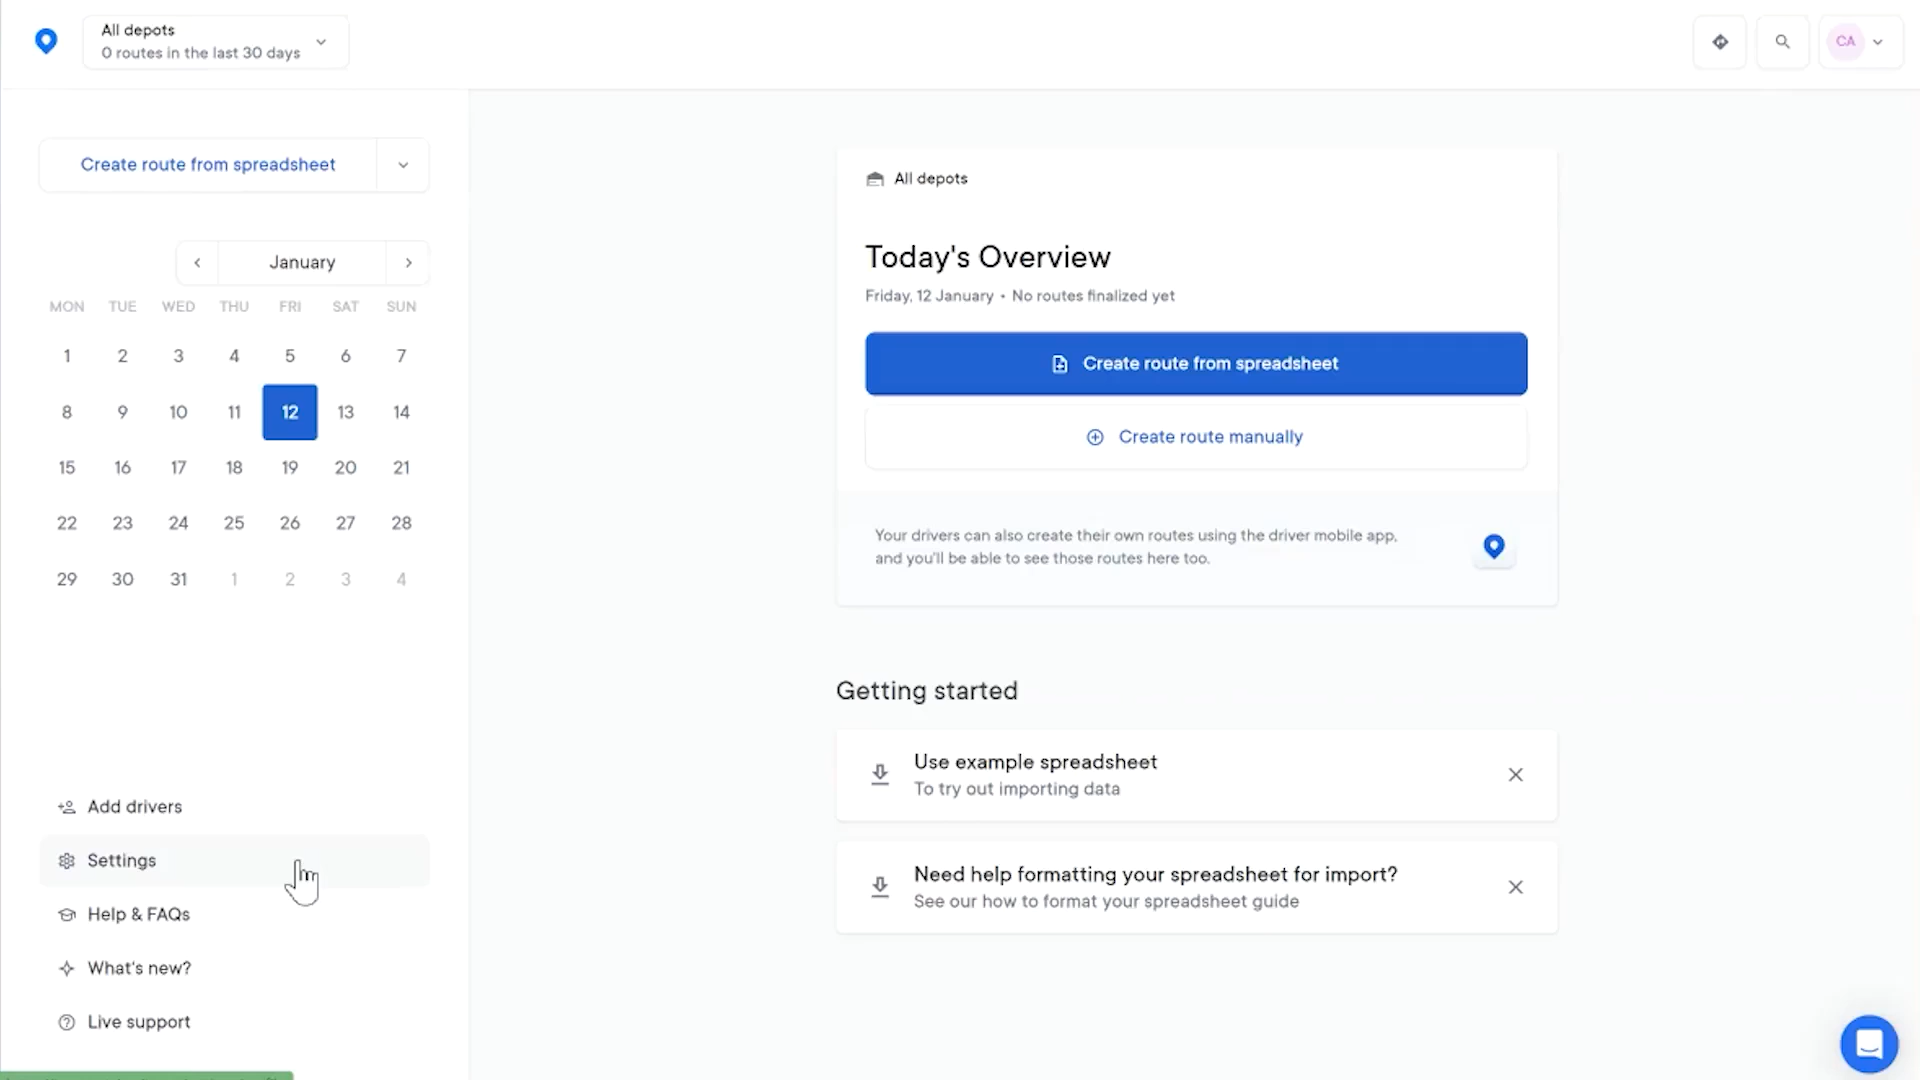 All depots
0 routes in the last 30 days
CA
Create route from spreadsheet
January
MON TUE WED THU FRI SAT SUN
1 2 3 4 5 6 7
8 9 10 11 12 13 14
15 16 17 18 19 20 21
22 23 24 25 26 27 28
29 30 31 1 2 3 4
Add drivers
Settings
Help & FAQs
What's new?
Live support
All depots
Today's Overview
Friday, 12 January • No routes finalized yet
Create route from spreadsheet
Create route manually
Your drivers can also create their own routes using the driver mobile app,
and you'll be able to see those routes here too.
Getting started
Use example spreadsheet
To try out importing data
Need help formatting your spreadsheet for import?
See our how to format your spreadsheet guide